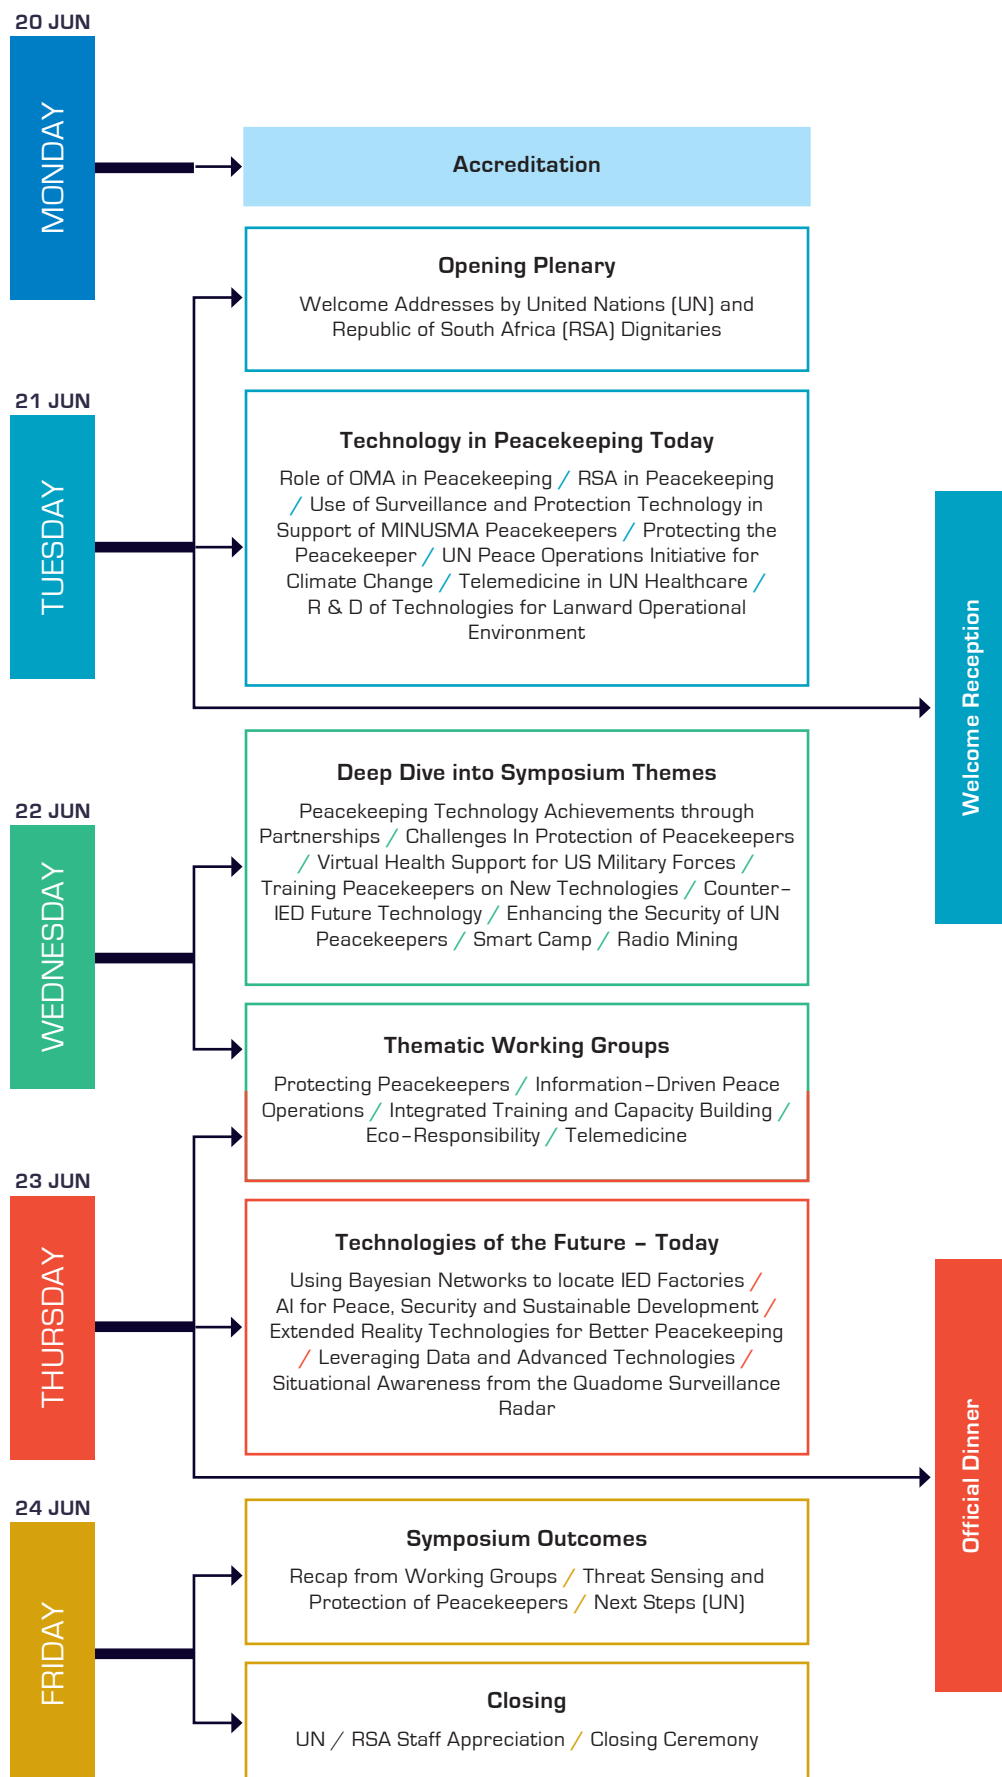 20 JUN
MONDAY
Accreditation
Opening Plenary
Welcome Addresses by United Nations (UN) and
Republic of South Africa (RSA) Dignitaries
21 JUN
TUESDAY
Technology in Peacekeeping Today
Role of OMA in Peacekeeping / RSA in Peacekeeping
/ Use of Surveillance and Protection Technology in
Support of MINUSMA Peacekeepers / Protecting the
Peacekeeper / UN Peace Operations Initiative for
Climate Change / Telemedicine in UN Healthcare /
R & D of Technologies for Lanward Operational
Environment
Welcome Reception
22 JUN
WEDNESDAY
Deep Dive into Symposium Themes
Peacekeeping Technology Achievements through
Partnerships / Challenges In Protection of Peacekeepers
/ Virtual Health Support for US Military Forces /
Training Peacekeepers on New Technologies / Counter-
IED Future Technology / Enhancing the Security of UN
Peacekeepers / Smart Camp / Radio Mining
Thematic Working Groups
Protecting Peacekeepers / Information-Driven Peace
Operations / Integrated Training and Capacity Building /
Eco-Responsibility / Telemedicine
23 JUN
THURSDAY
Technologies of the Future - Today
Using Bayesian Networks to locate IED Factories /
AI for Peace, Security and Sustainable Development /
Extended Reality Technologies for Better Peacekeeping
/ Leveraging Data and Advanced Technologies /
Situational Awareness from the Quadome Surveillance
Radar
Official Dinner
24 JUN
FRIDAY
Symposium Outcomes
Recap from Working Groups / Threat Sensing and
Protection of Peacekeepers / Next Steps (UN)
Closing
UN / RSA Staff Appreciation / Closing Ceremony